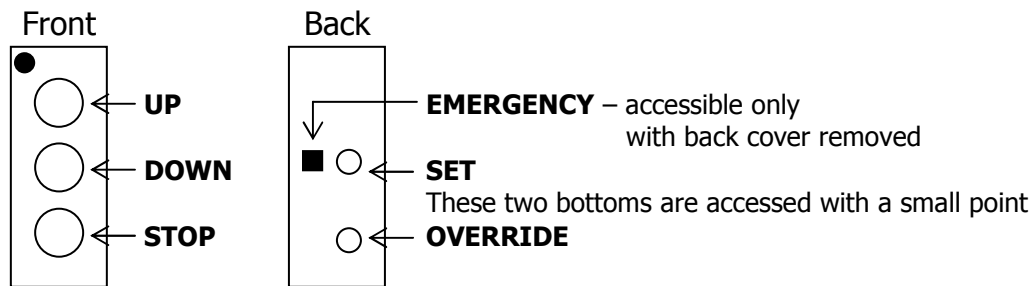 Front
Back
UP
DOWN
STOP
EMERGENCY – accessible only
with back cover removed
SET
These two bottoms are accessed with a small point
OVERRIDE